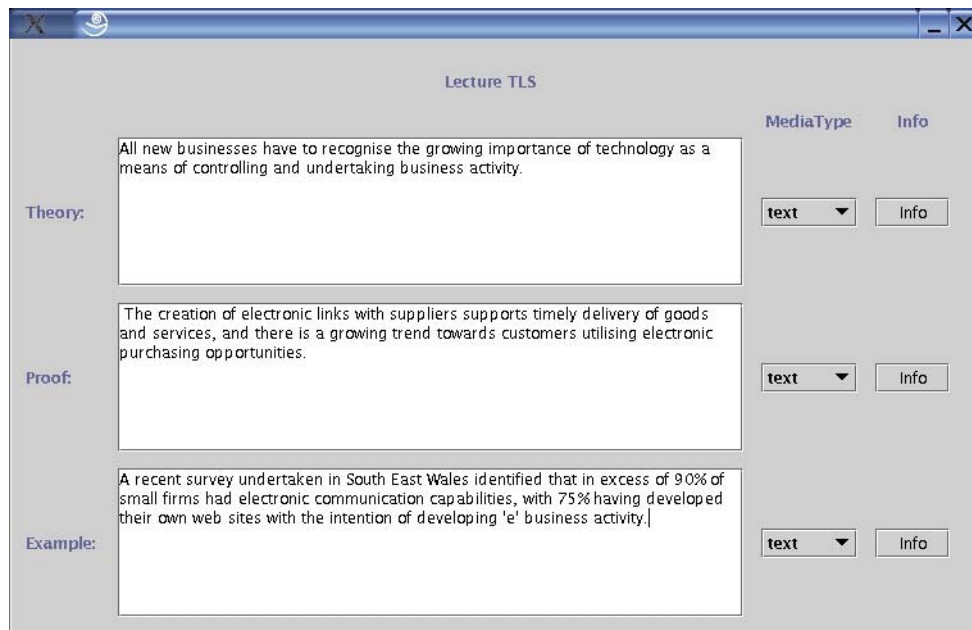 Lecture TLS
MediaType Info
All new businesses have to recognise the growing importance of technology as a
means of controlling and undertaking business activity.
Theory: text Info
The creation of electronic links with suppliers supports timely delivery of goods
and services, and there is a growing trend towards customers utilising electronic
purchasing opportunities.
Proof: text Info
A recent survey undertaken in South East Wales identified that in excess of 90% of
small firms had electronic communication capabilities, with 75% having developed
their own web sites with the intention of developing 'e' business activity.
Example: text Info